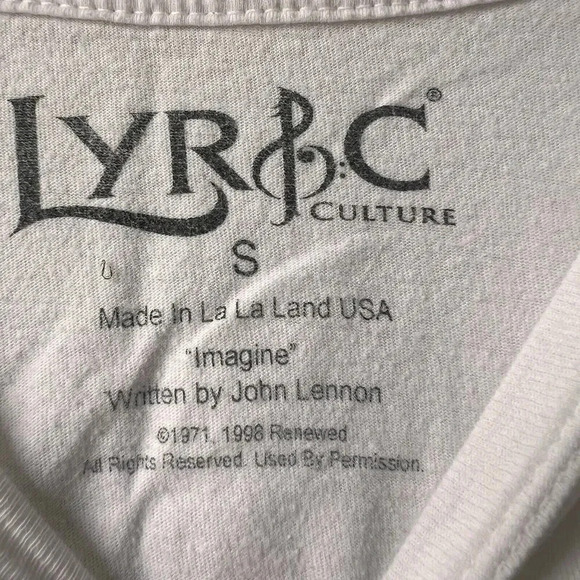 LYRIC®
CULTURE
S
Made In La La Land USA
"Imagine"
Written by John Lennon
©1971, 1998 Renewed
All Rights Reserved. Used By Permission.